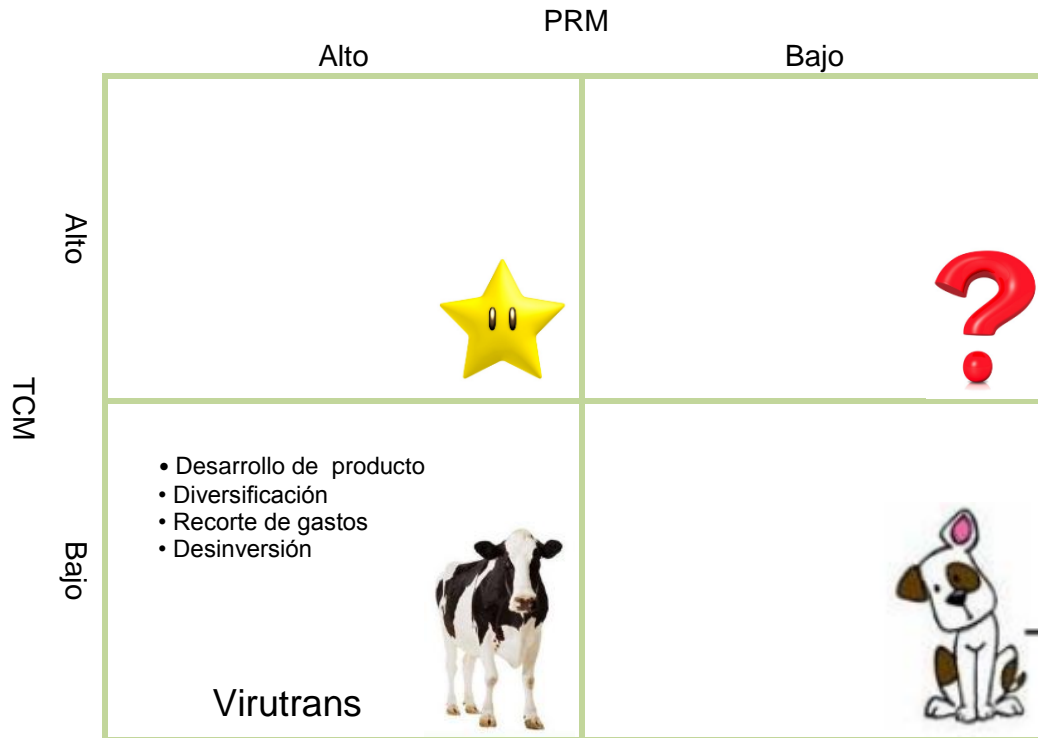 PRM
Alto Bajo
Alto
TCM
• Desarrollo de  producto
• Diversificación
• Recorte de gastos
• Desinversión
Bajo
Virutrans